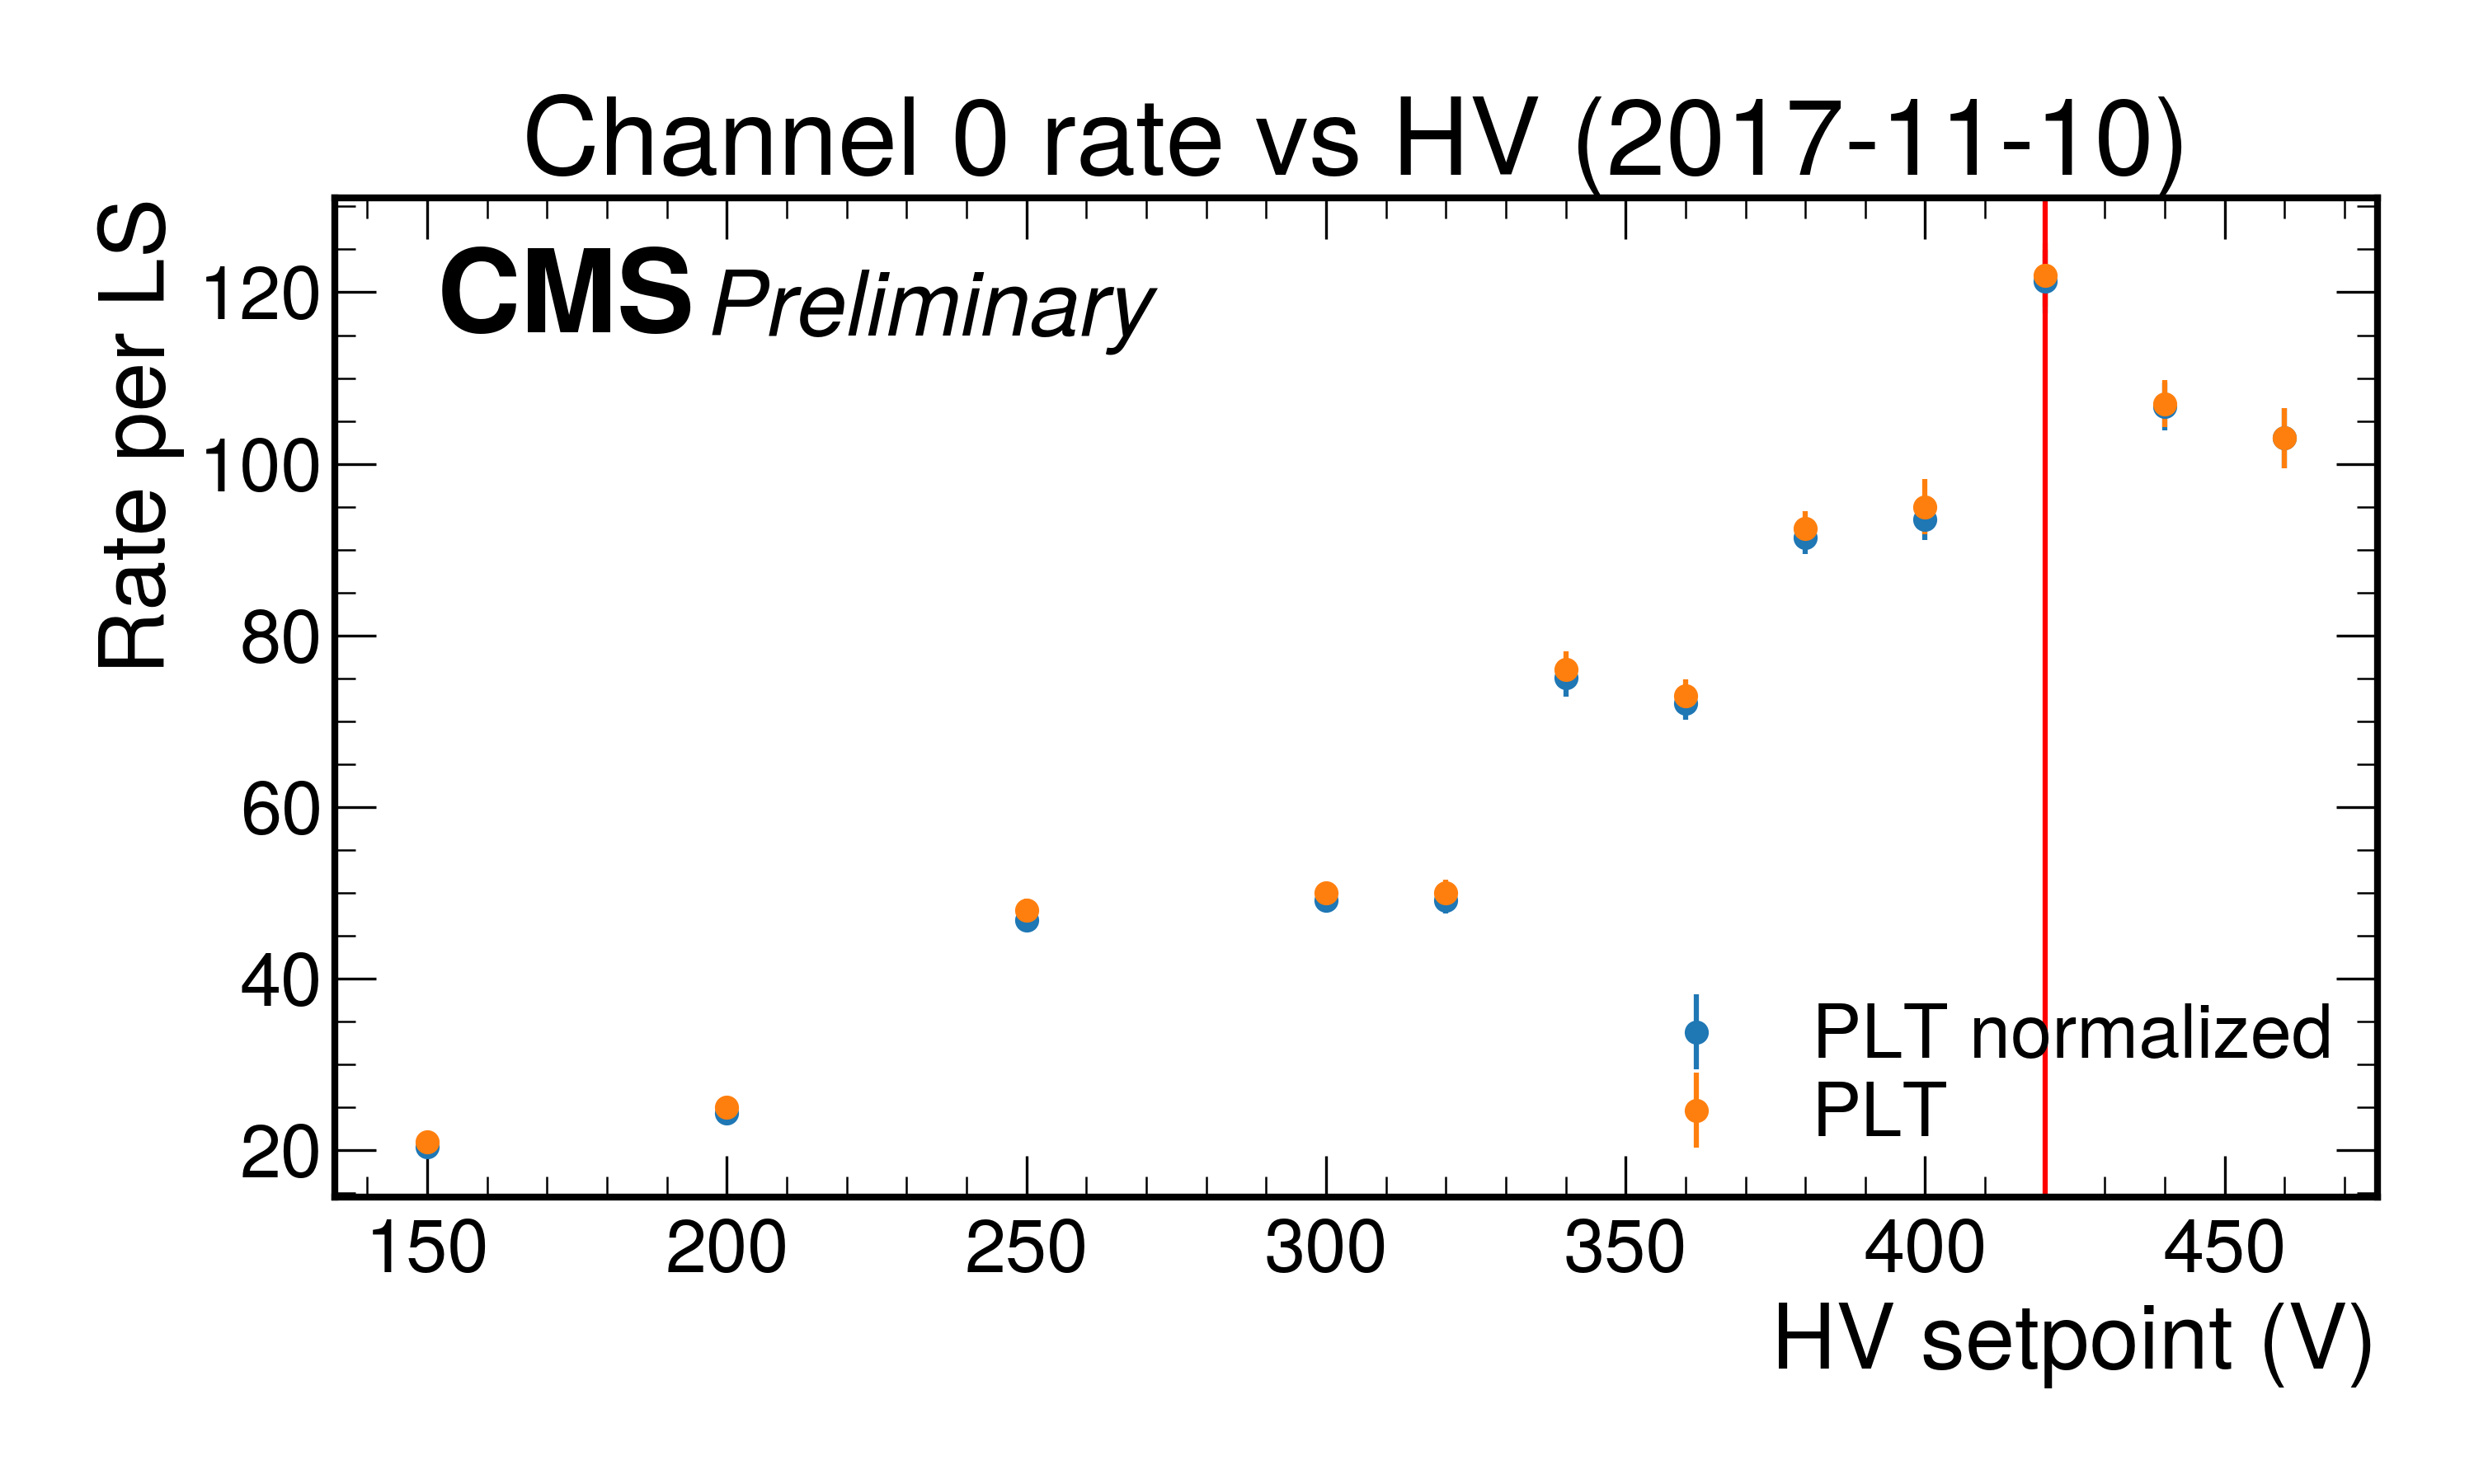 Channel 0 rate vs HV (2017-11-10)
CMS Preliminary
Rate per LS
120
100
80
60
40
20
PLT normalized
PLT
150 200 250 300 350 400 450
HV setpoint (V)